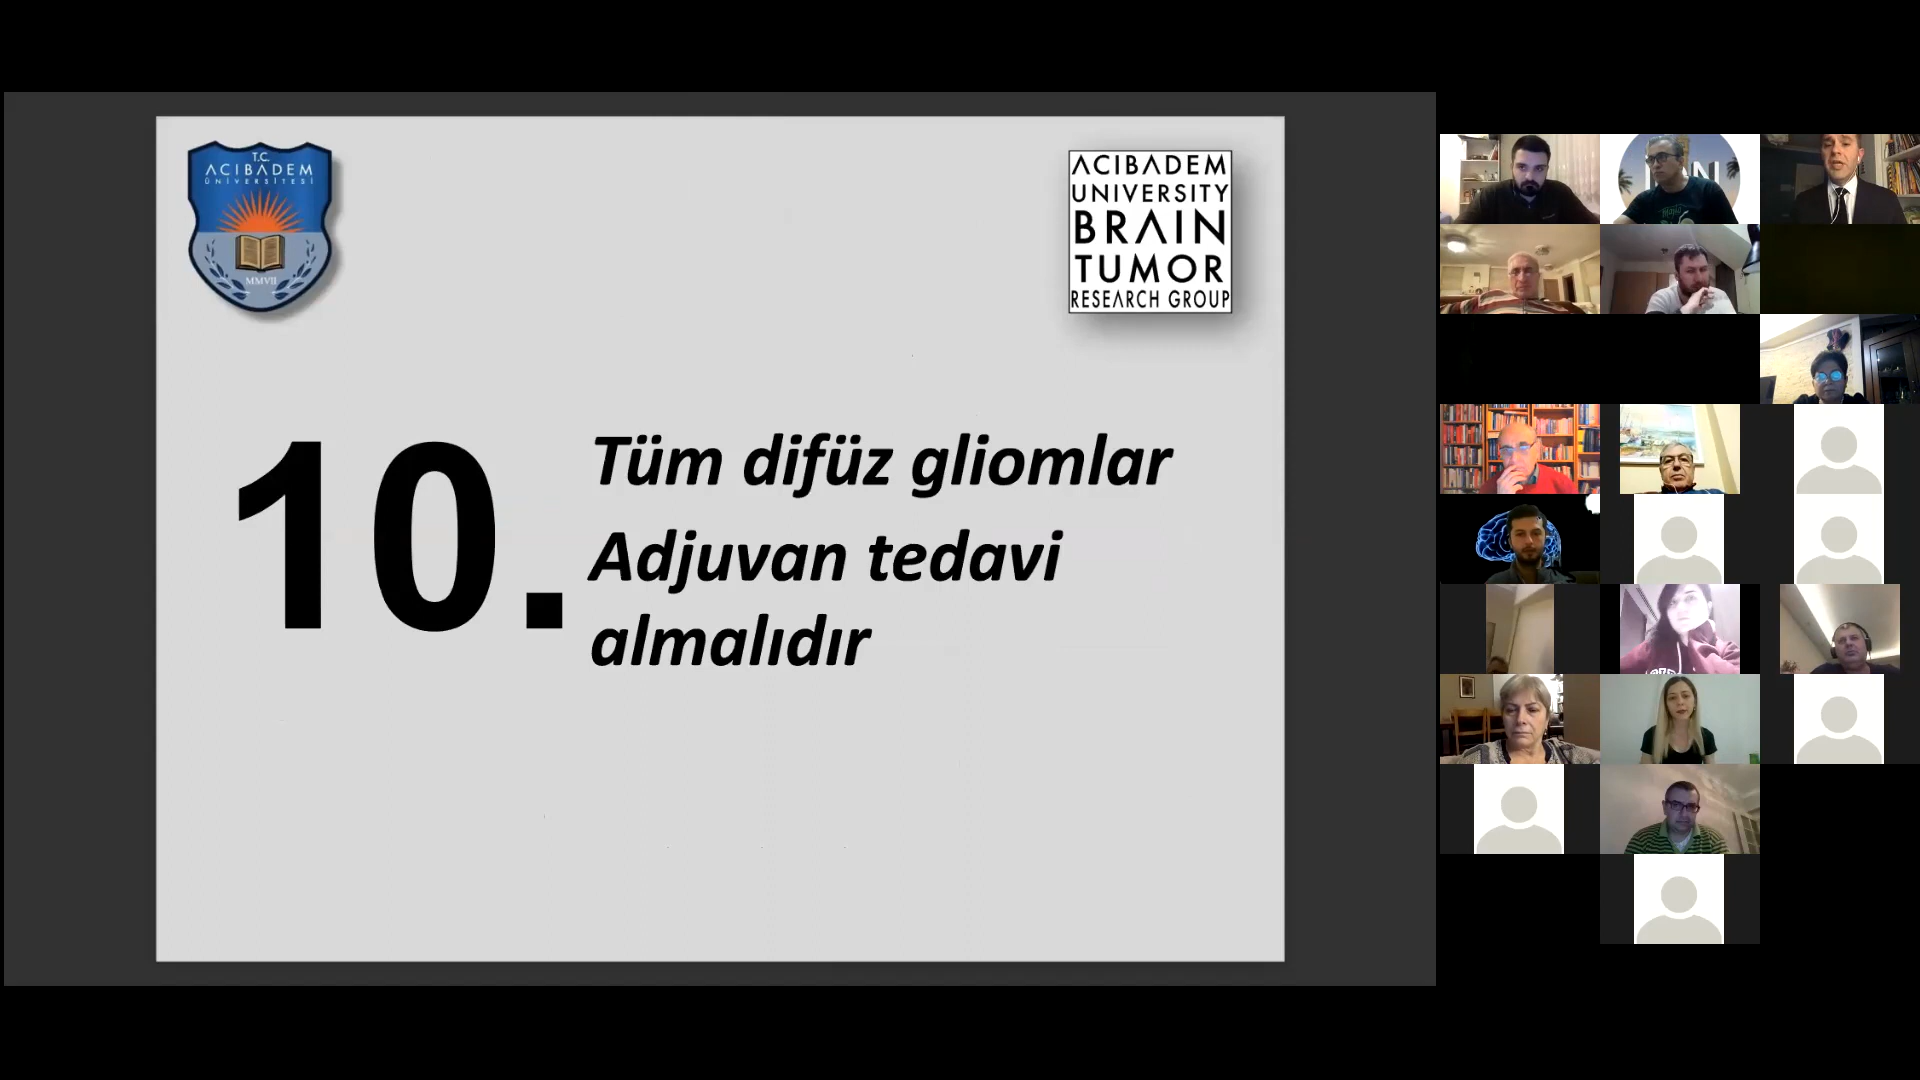 T.C.
ACIBADEM
ÜNİVERSİTESİ
MMVII
ACIBADEM
UNIVERSITY
BRAIN
TUMOR
RESEARCH GROUP
10.
Tüm difüz gliomlar
Adjuvan tedavi
almalıdır